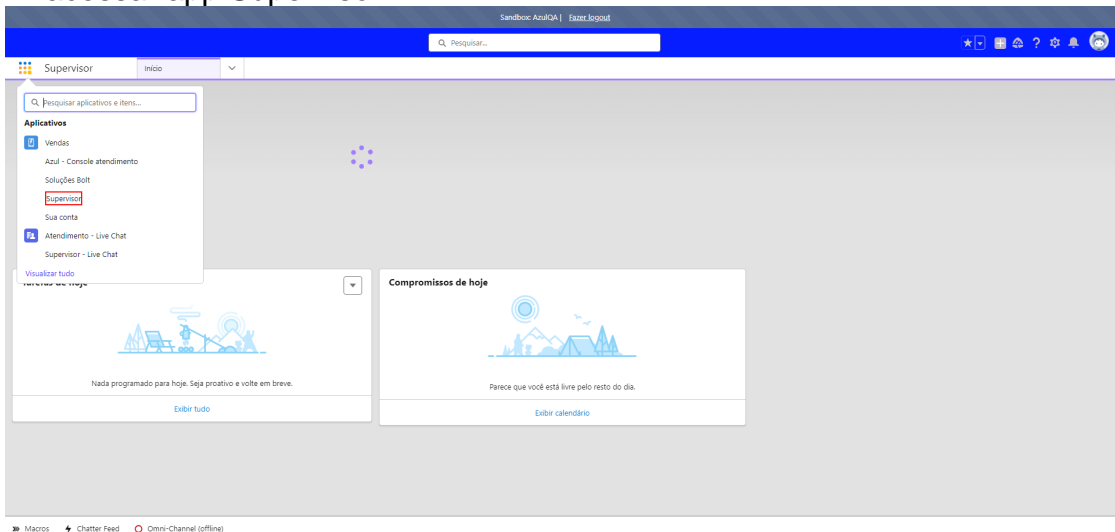 Sandbox: AzulQA | Fazer logout
Pesquisar...
Supervisor
Início
Pesquisar aplicativos e itens...
Aplicativos
Vendas
Azul - Console atendimento
Soluções Bolt
Supervisor
Sua conta
Atendimento - Live Chat
Supervisor - Live Chat
Visualizar tudo
Compromissos de hoje
Nada programado para hoje. Seja proativo e volte em breve.
Exibir tudo
Parece que você está livre pelo resto do dia.
Exibir calendário
Macros
Chatter Feed
Omni-Channel (offline)